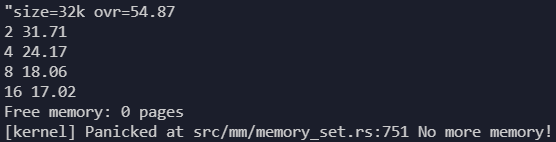 "size=32k ovr=54.87
2 31.71
4 24.17
8 18.06
16 17.02
Free memory: 0 pages
[kernel] Panicked at src/mm/memory_set.rs:751 No more memory!